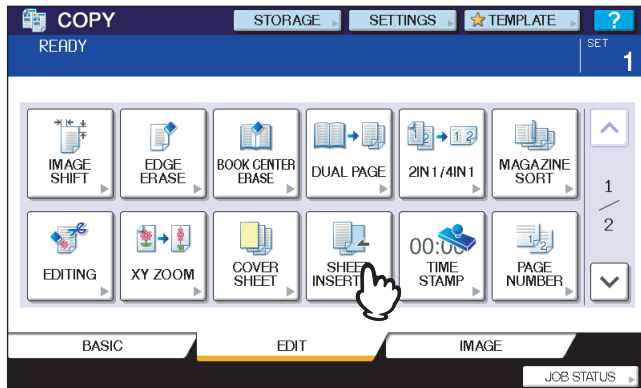 COPY
STORAGE
SETTINGS
TEMPLATE
?
READY
SET
1
IMAGE
SHIFT
EDGE
ERASE
BOOK CENTER
ERASE
DUAL PAGE
2IN1/4IN1
MAGAZINE
SORT
EDITING
XY ZOOM
COVER
SHEET
SHEET
INSERT
00:00
TIME
STAMP
PAGE
NUMBER
1
2
BASIC
EDIT
IMAGE
JOB STATUS